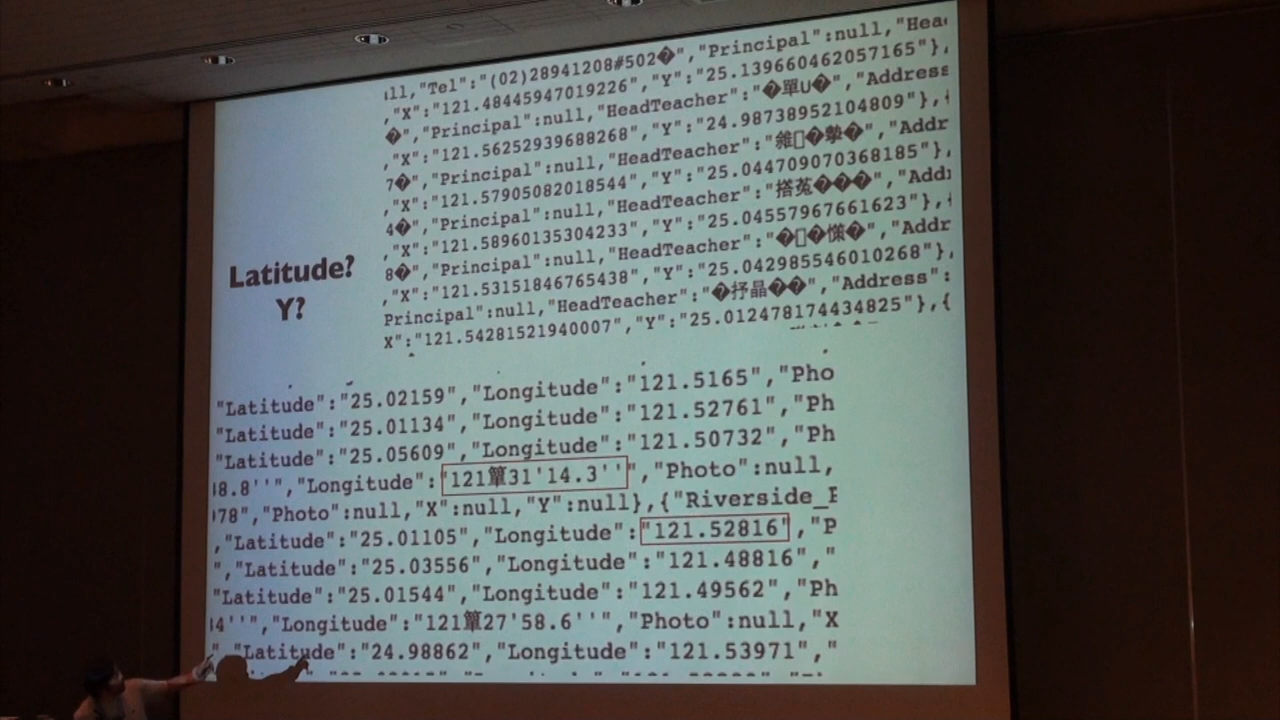 ll,"Tel":"(02)28941208#502�","Principal":null,"Hea
,"X":"121.48445947019226","Y":"25.139660462057165"},
�","Principal":null,"HeadTeacher":"�單U�","Address
,"X":"121.56252939688268","Y":"24.98738952104809"},{
7�","Principal":null,"HeadTeacher":"雜�摯�","Addr
,"X":"121.57905082018544","Y":"25.044709070368185"},
4�","Principal":null,"HeadTeacher":"搭菟���","Add
,"X":"121.58960135304233","Y":"25.04557967661623"},{
8�","Principal":null,"HeadTeacher":"��憡�","Addr
,"X":"121.53151846765438","Y":"25.042985546010268"},
Principal":null,"HeadTeacher":"�抒晶��","Address":
X":"121.54281521940007","Y":"25.012478174434825"},{
Latitude?
Y?
"Latitude":"25.02159","Longitude":"121.5165","Pho
"Latitude":"25.01134","Longitude":"121.52761","Ph
"Latitude":"25.05609","Longitude":"121.50732","Ph
8.8''","Longitude":"121簞31'14.3''","Photo":null,
78","Photo":null,"X":null,"Y":null},{"Riverside_
,"Latitude":"25.01105","Longitude":"121.52816","P
","Latitude":"25.03556","Longitude":"121.48816","
"Latitude":"25.01544","Longitude":"121.49562","Ph
4''","Longitude":"121簞27'58.6''","Photo":null,"X
","Latitude":"24.98862","Longitude":"121.53971","